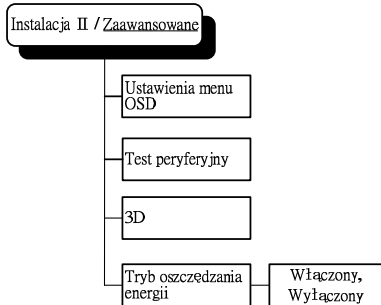 Instalacja II / Zaawansowane
Ustawienia menu
OSD
Test peryferyjny
3D
Tryb oszczędzania
energii
Włączony,
Wyłączony